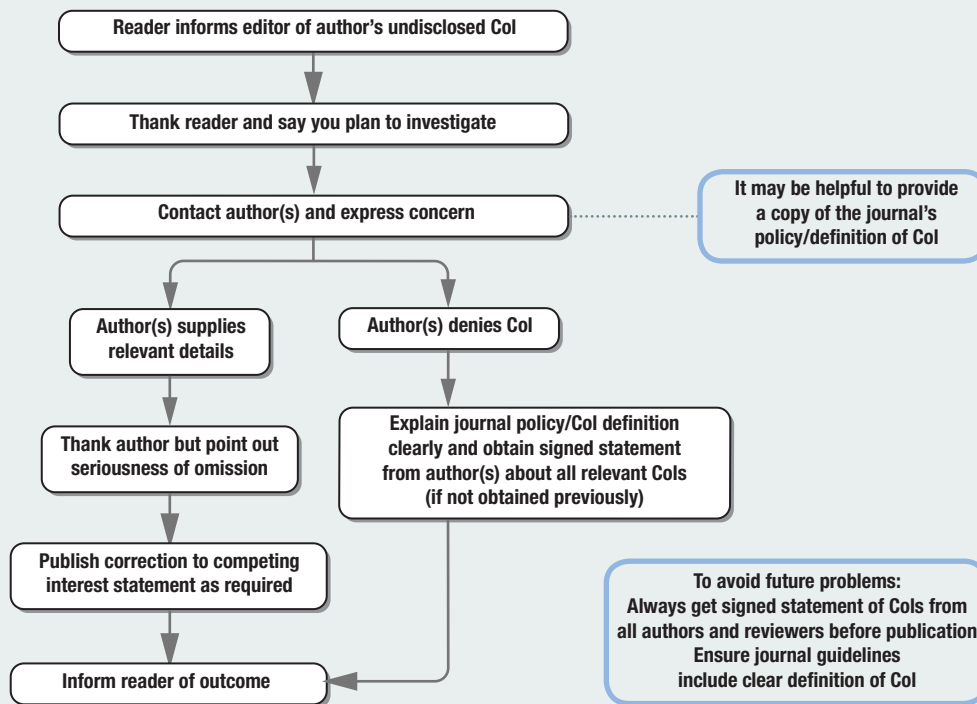 Reader informs editor of author's undisclosed CoI
Thank reader and say you plan to investigate
Contact author(s) and express concern
It may be helpful to provide
a copy of the journal's
policy/definition of CoI
Author(s) supplies
relevant details
Author(s) denies CoI
Thank author but point out
seriousness of omission
Explain journal policy/CoI definition
clearly and obtain signed statement
from author(s) about all relevant CoIs
(if not obtained previously)
Publish correction to competing
interest statement as required
To avoid future problems:
Always get signed statement of CoIs from
all authors and reviewers before publication
Ensure journal guidelines
include clear definition of CoI
Inform reader of outcome